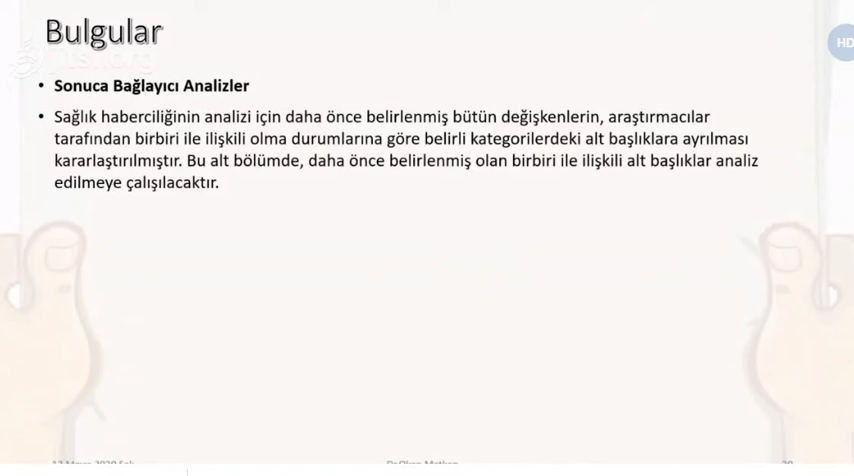 Bulgular
HD
• Sonuca Bağlayıcı Analizler
• Sağlık haberciliğinin analizi için daha önce belirlenmiş bütün değişkenlerin, araştırmacılar
tarafından birbiri ile ilişkili olma durumlarına göre belirli kategorilerdeki alt başlıklara ayrılması
kararlaştırılmıştır. Bu alt bölümde, daha önce belirlenmiş olan birbiri ile ilişkili alt başlıklar analiz
edilmeye çalışılacaktır.